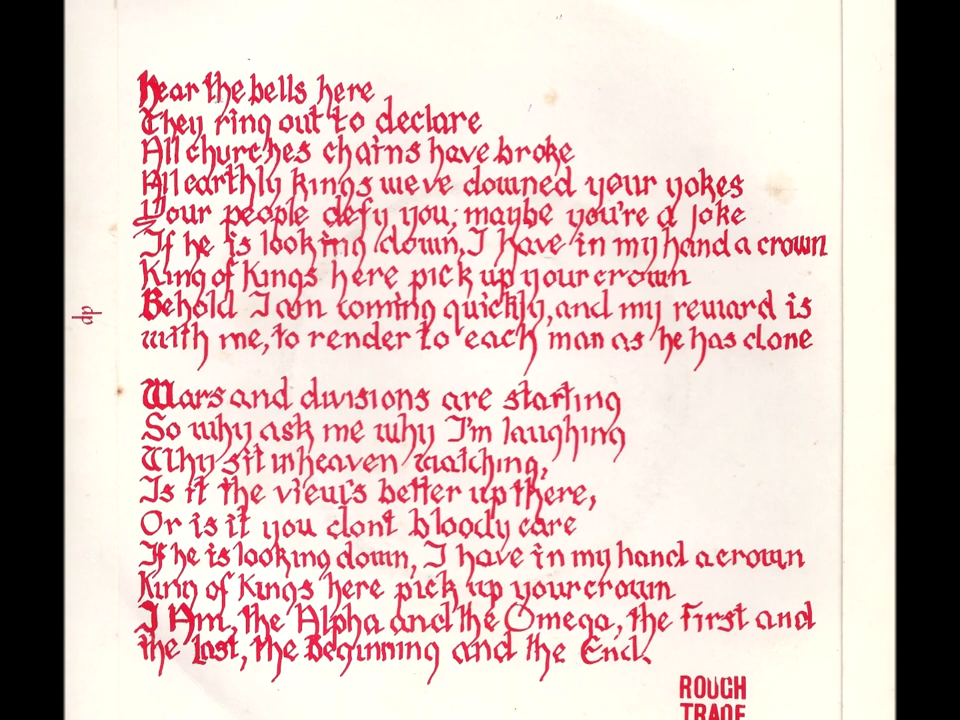 Hear the bells here
They ring out to declare
All churches chains have broke
All earthly kings weve downed your yokes
Your people defy you, maybe you're a joke
If he is looking down, I have in my hand a crown
King of Kings here pick up your crown
Behold I am coming quickly, and my reward is
with me, to render to each man as he has done
dp
Wars and divisions are starting
So why ask me why I'm laughing
Why sit in heaven watching,
Is it the view's better up there,
Or is it you dont bloody care
If he is looking down, I have in my hand a crown
King of Kings here pick up your crown
I Am, the Alpha and the Omega, the First and
the last, the Beginning and the End.
ROUGH
TRADE